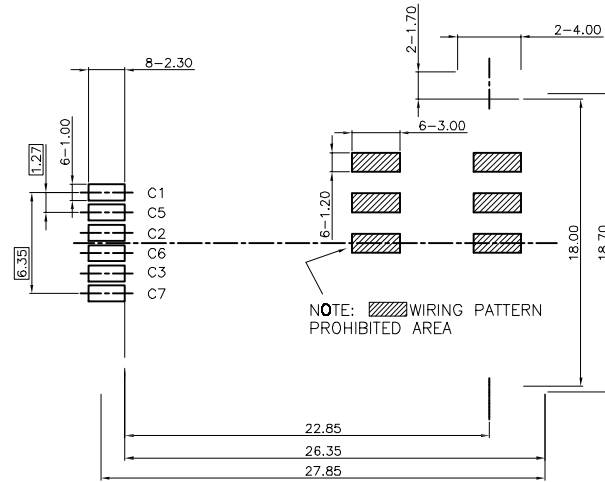 2-1.70
2-4.00
8-2.30
6-1.00
1.27
6-3.00
6-1.20
C1
C5
C2
C6
C3
C7
6.35
18.00
18.70
NOTE: WIRING PATTERN
PROHIBITED AREA
22.85
26.35
27.85